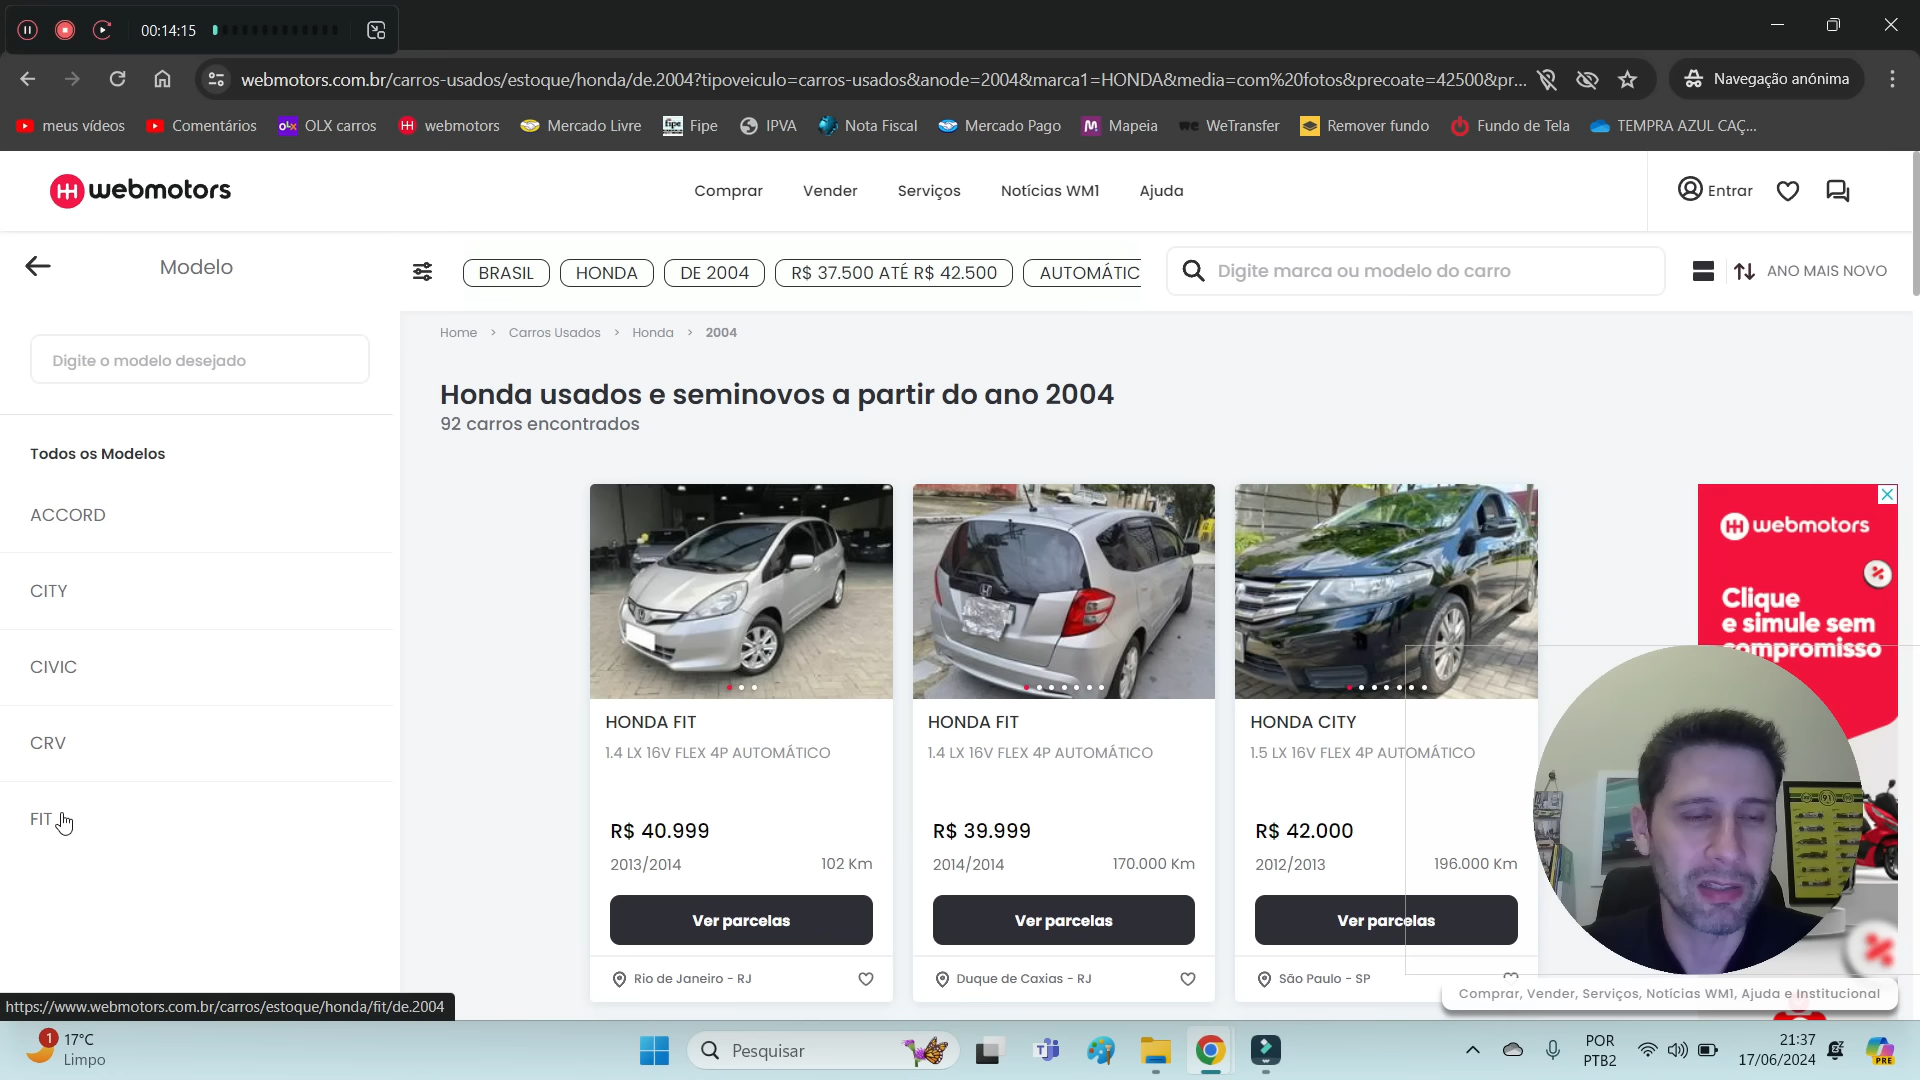 00:14:15
webmotors.com.br/carros-usados/estoque/honda/de.2004?tipoveiculo=carros-usados&anode=2004&marca1=HONDA&media=com%20fotos&precoate=42500&pr...
Navegação anónima
meus vídeos
Comentários
OLX carros
webmotors
Mercado Livre
Fipe
IPVA
Nota Fiscal
Mercado Pago
Mapeia
WeTransfer
Remover fundo
Fundo de Tela
TEMPRA AZUL CAÇ...
webmotors
Comprar
Vender
Serviços
Notícias WM1
Ajuda
Entrar
Modelo
BRASIL
HONDA
DE 2004
R$ 37.500 ATÉ R$ 42.500
AUTOMÁTIC
Digite marca ou modelo do carro
ANO MAIS NOVO
Digite o modelo desejado
Todos os Modelos
ACCORD
CITY
CIVIC
CRV
FIT
Home > Carros Usados > Honda > 2004
Honda usados e seminovos a partir do ano 2004
92 carros encontrados
HONDA FIT
1.4 LX 16V FLEX 4P AUTOMÁTICO
R$ 40.999
2013/2014 102 Km
Ver parcelas
Rio de Janeiro - RJ
HONDA FIT
1.4 LX 16V FLEX 4P AUTOMÁTICO
R$ 39.999
2014/2014 170.000 Km
Ver parcelas
Duque de Caxias - RJ
HONDA CITY
1.5 LX 16V FLEX 4P AUTOMÁTICO
R$ 42.000
2012/2013 196.000 Km
Ver parcelas
São Paulo - SP
webmotors
Clique
e simule sem
compromisso
Comprar, Vender, Serviços, Notícias WM1, Ajuda e Institucional
https://www.webmotors.com.br/carros/estoque/honda/fit/de.2004
1
17°C
Limpo
Pesquisar
POR
PTB2
21:37
17/06/2024
PRE